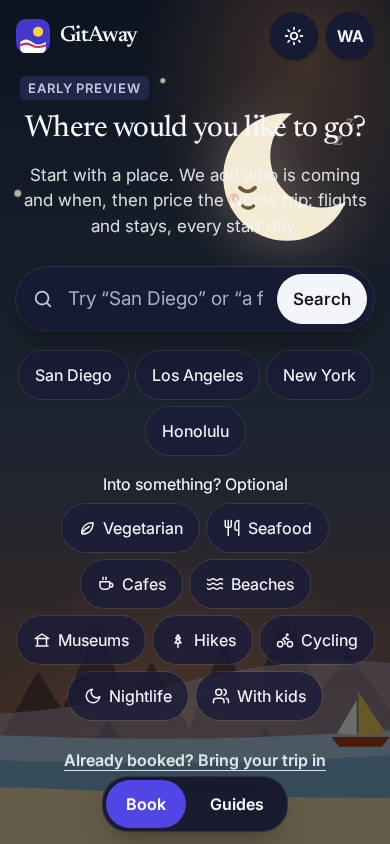 GitAway
WA
EARLY PREVIEW
Where would you like to go?
Start with a place. We add who is coming
and when, then price the whole trip: flights
and stays, every start day.
Try “San Diego” or “a f
Search
San Diego
Los Angeles
New York
Honolulu
Into something? Optional
Vegetarian
Seafood
Cafes
Beaches
Museums
Hikes
Cycling
Nightlife
With kids
Already booked? Bring your trip in
Book
Guides